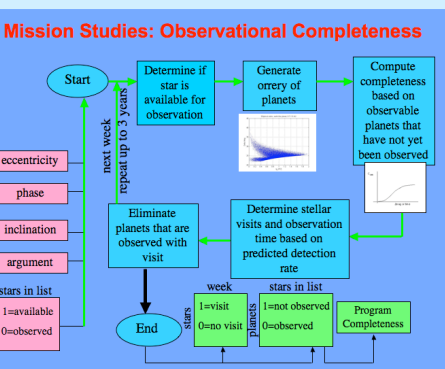 Mission Studies: Observational Completeness
Start
Determine if
star is
available for
observation
Generate
orrery of
planets
Compute
completeness
based on
observable
planets that
have not yet
been observed
next week
repeat up to 3 years
eccentricity
phase
inclination
argument
stars in list
1=available
0=observed
Eliminate
planets that are
observed with
visit
Determine stellar
visits and observation
time based on
predicted detection
rate
End
week
stars
1=visit
0=no visit
stars in list
planets
1=not observed
0=observed
Program
Completeness